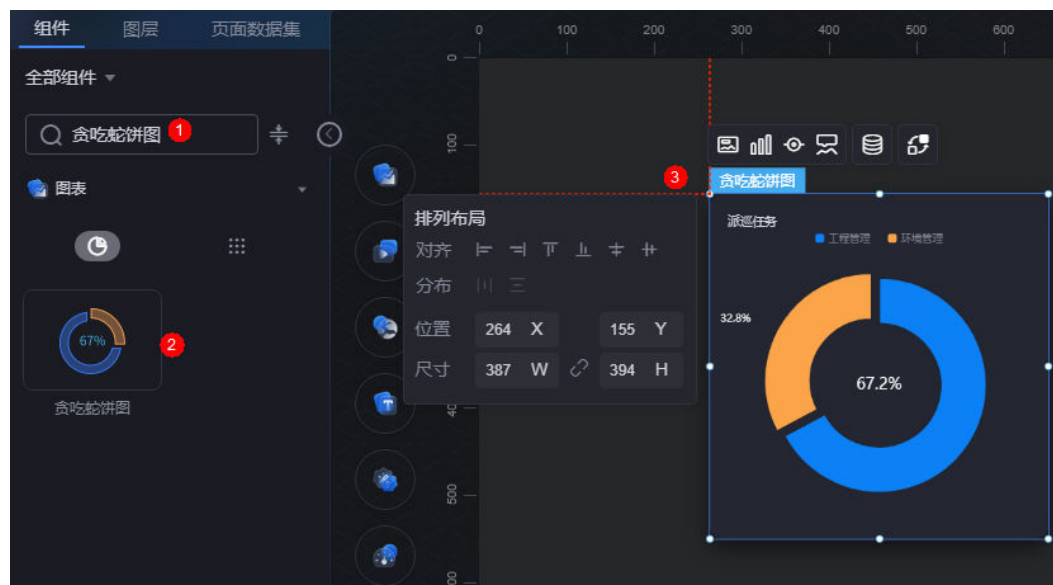 组件 图层 页面数据集
全部组件
贪吃蛇饼图 1
图表
67%
2
贪吃蛇饼图
0 100 200 300 400 500 600
0
100
40
500
00
3
排列布局
对齐
分布
位置 264 X 155 Y
尺寸 387 W 394 H
贪吃蛇饼图
派巡任务
工程管理 环境管理
32.8%
67.2%